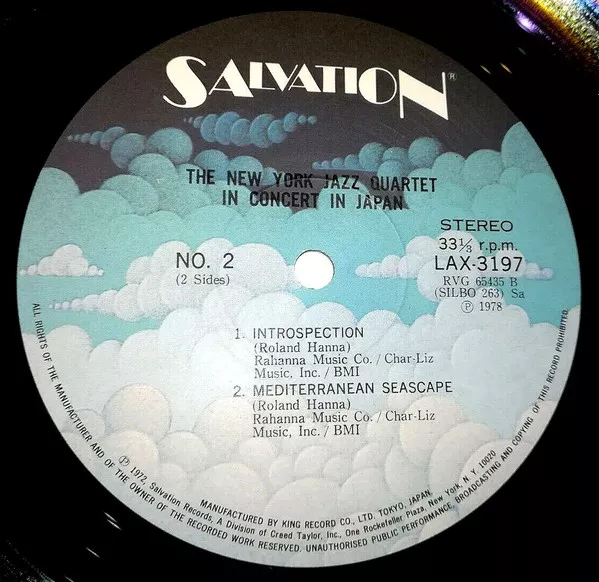 SALVATION®
THE NEW YORK JAZZ QUARTET
IN CONCERT IN JAPAN
STEREO
33⅓ r.p.m.
NO. 2
(2 Sides)
LAX-3197
RVG 65435 B
(SILBO 263) Sa
Ⓟ 1978
1. INTROSPECTION
(Roland Hanna)
Rahanna Music Co. / Char-Liz
Music, Inc. / BMI
2. MEDITERRANEAN SEASCAPE
(Roland Hanna)
Rahanna Music Co. / Char-Liz
Music, Inc. / BMI
Ⓟ 1972, Salvation Records, A Division of Creed Taylor, Inc., One Rockefeller Plaza, New York, N. Y. 10020
MANUFACTURED BY KING RECORD CO., LTD. TOKYO, JAPAN.
ALL RIGHTS OF THE MANUFACTURER AND OF THE OWNER OF THE RECORDED WORK RESERVED. UNAUTHORISED PUBLIC PERFORMANCE, BROADCASTING AND COPYING OF THIS RECORD PROHIBITED.